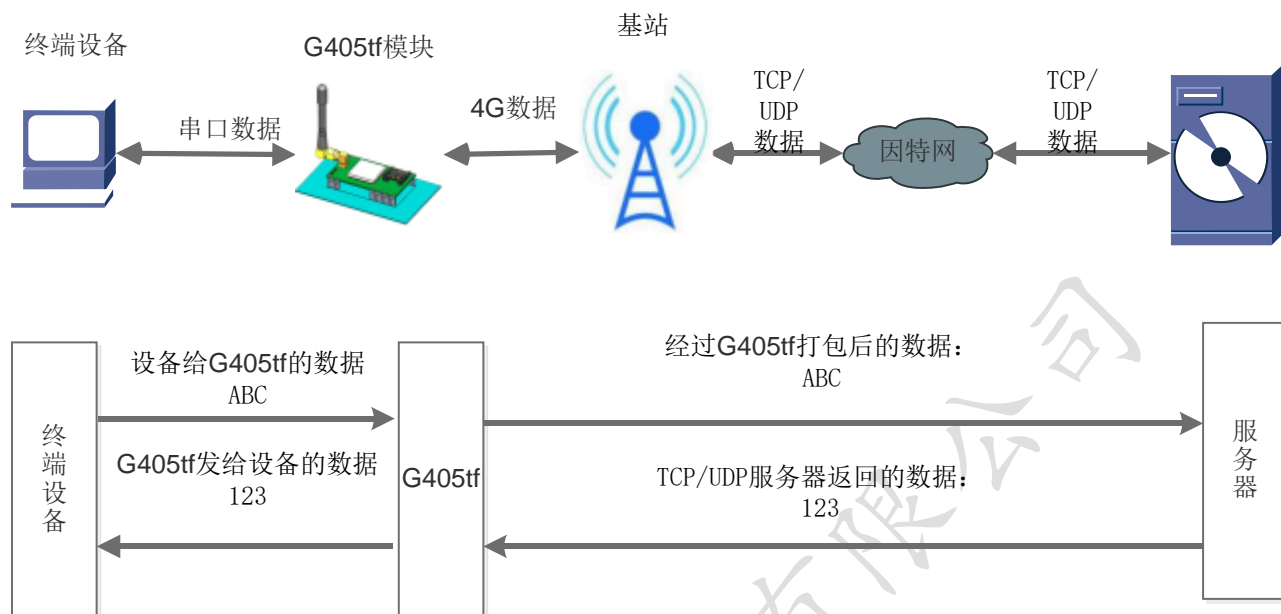 终端设备
G405tf模块
基站
串口数据
4G数据
TCP/
UDP
数据
因特网
TCP/
UDP
数据
设备给G405tf的数据
ABC
经过G405tf打包后的数据：
ABC
终端设备
G405tf发给设备的数据
123
G405tf
TCP/UDP服务器返回的数据：
123
服务器
有限公司